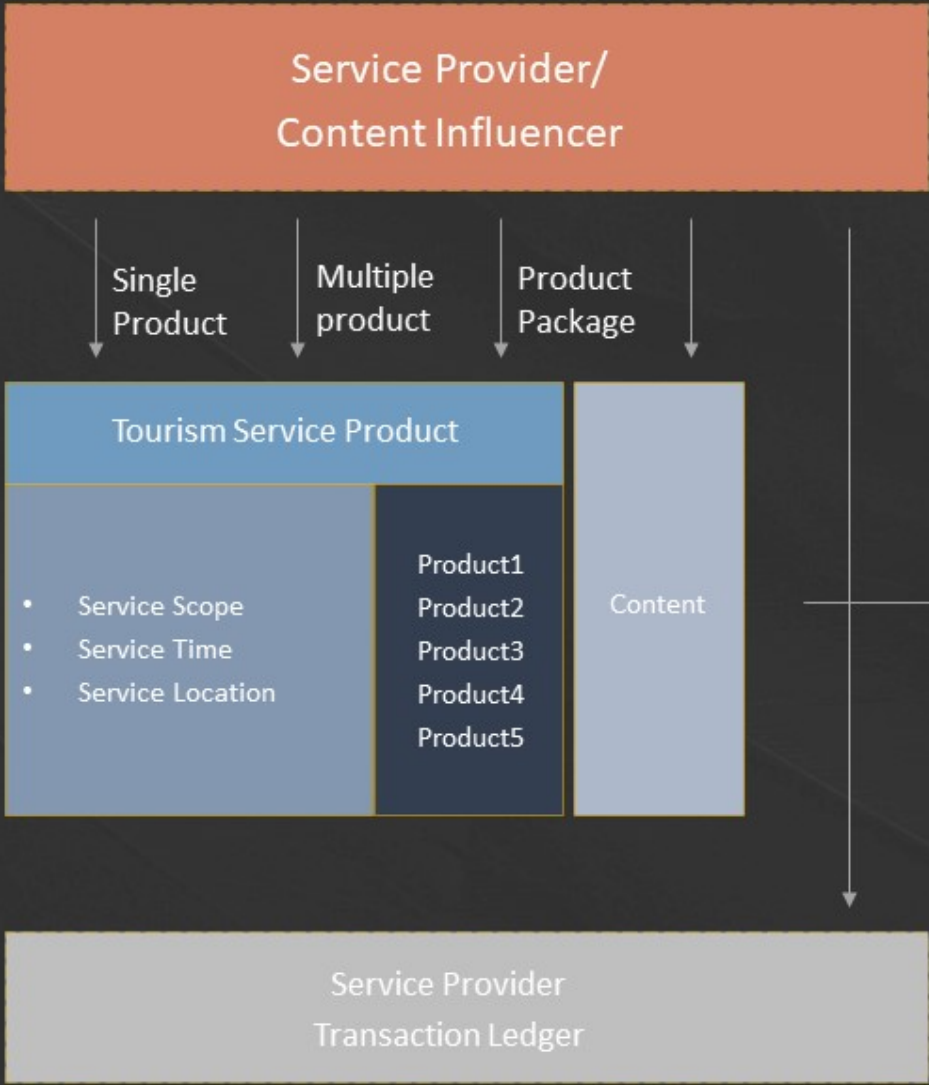 Service Provider/
Content Influencer
Single
Product
Multiple
product
Product
Package
Tourism Service Product
• Service Scope
• Service Time
• Service Location
Product1
Product2
Product3
Product4
Product5
Content
Service Provider
Transaction Ledger